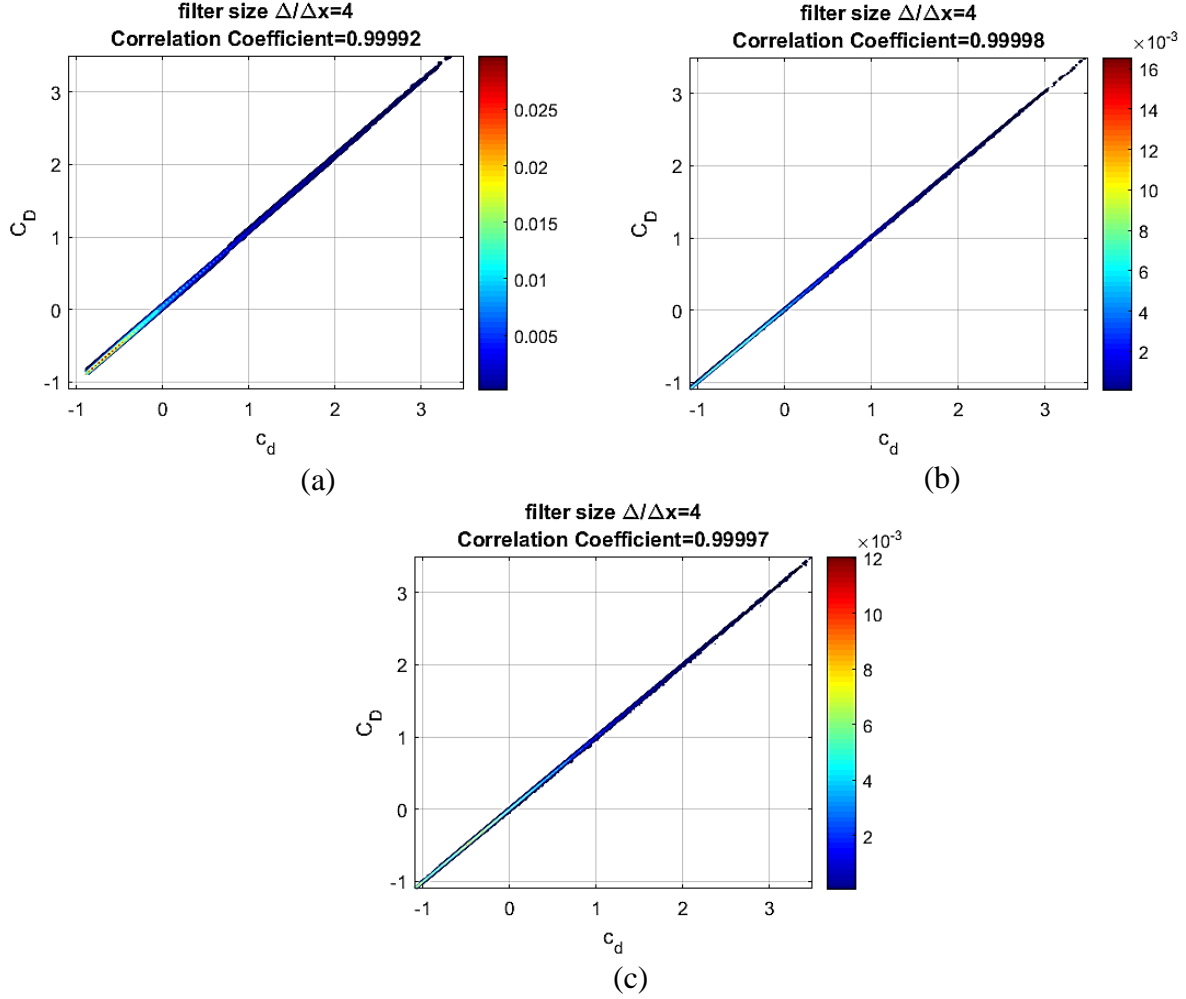 filter size Δ/Δx=4
Correlation Coefficient=0.99992
3
2
1
0
-1
C_D
-1 0 1 2 3
c_d
0.025
0.02
0.015
0.01
0.005
(a)
filter size Δ/Δx=4
Correlation Coefficient=0.99998
3
2
1
0
-1
C_D
-1 0 1 2 3
c_d
×10⁻³
16
14
12
10
8
6
4
2
(b)
filter size Δ/Δx=4
Correlation Coefficient=0.99997
3
2
1
0
-1
C_D
-1 0 1 2 3
c_d
×10⁻³
12
10
8
6
4
2
(c)